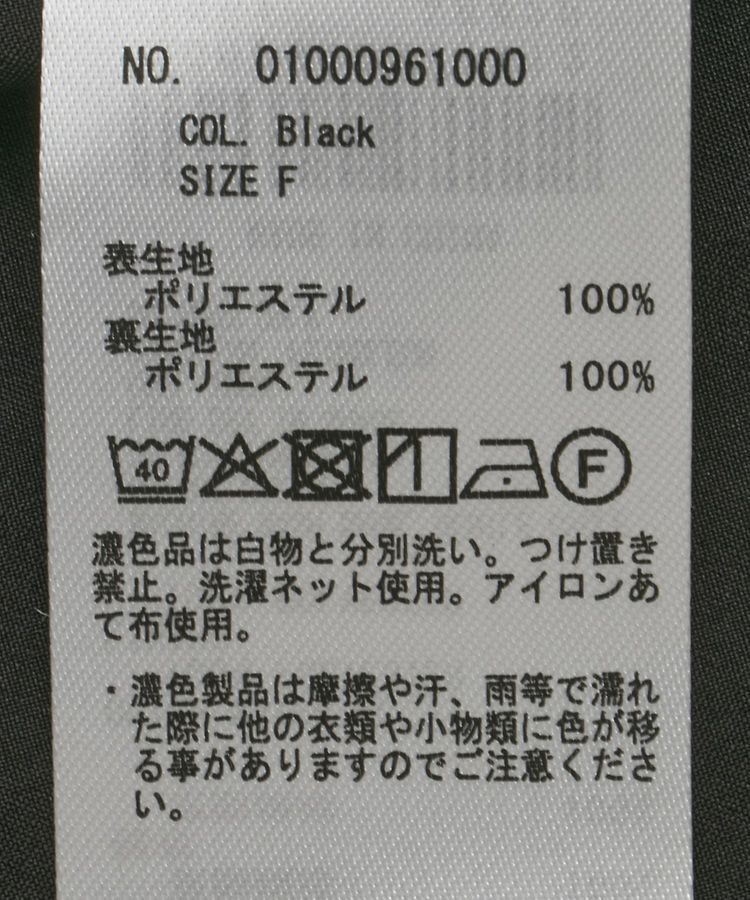 NO. 01000961000
COL. Black
SIZE F
表生地
ポリエステル 100%
裏生地
ポリエステル 100%
40 F
濃色品は白物と分別洗い。つけ置き
禁止。洗濯ネット使用。アイロンあ
て布使用。
・濃色製品は摩擦や汗、雨等で濡れ
た際に他の衣類や小物類に色が移
る事がありますのでご注意くださ
い。